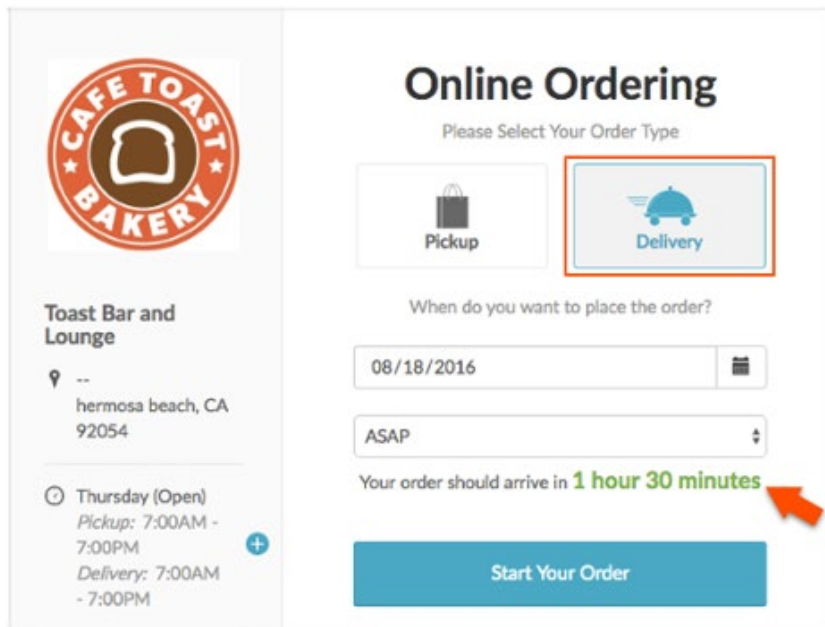 CAFE TOAST
BAKERY
Toast Bar and
Lounge
--
hermosa beach, CA
92054
Thursday (Open)
Pickup: 7:00AM -
7:00PM
Delivery: 7:00AM
- 7:00PM
Online Ordering
Please Select Your Order Type
Pickup
Delivery
When do you want to place the order?
08/18/2016
ASAP
Your order should arrive in 1 hour 30 minutes
Start Your Order